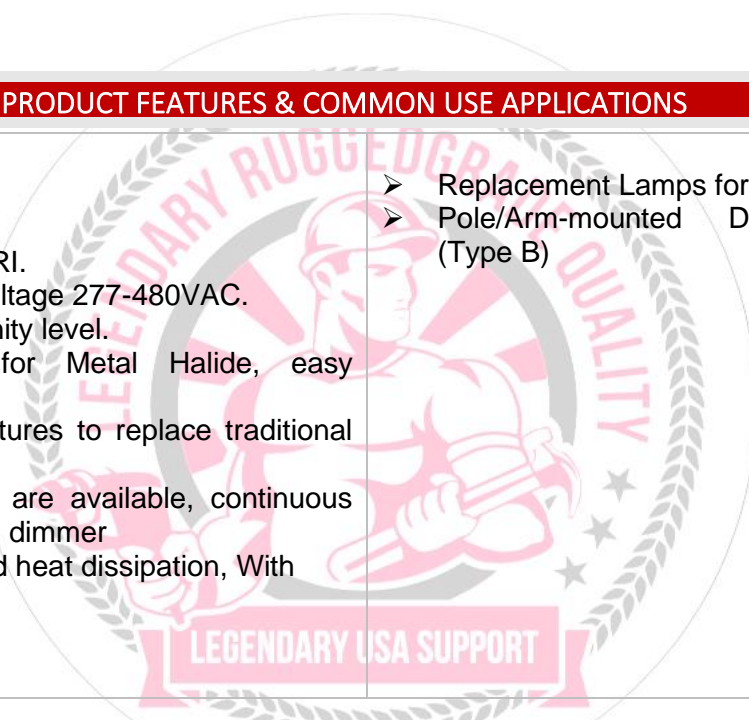 PRODUCT FEATURES & COMMON USE APPLICATIONS
RI.
ltage 277-480VAC.
nity level.
for Metal Halide, easy
tures to replace traditional
are available, continuous
dimmer
d heat dissipation, With
Replacement Lamps for
Pole/Arm-mounted D
(Type B)
LEGENDARY RUGGEDGRADE QUALITY
LEGENDARY USA SUPPORT